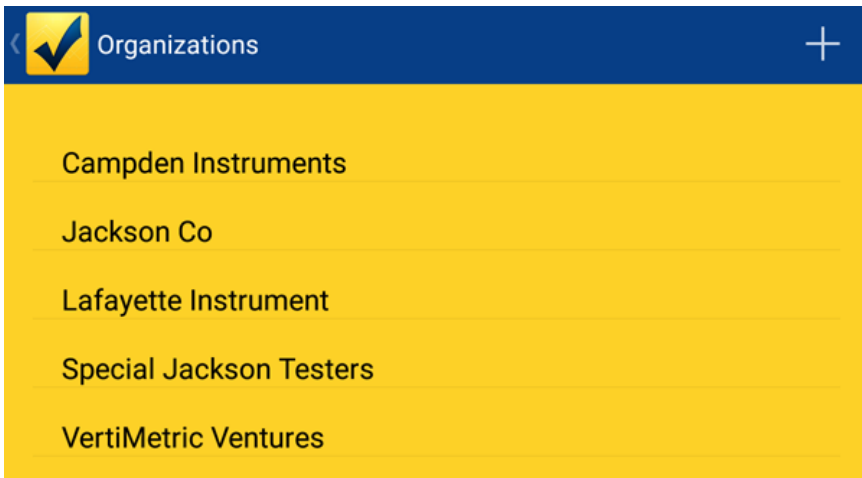 Organizations
Campden Instruments
Jackson Co
Lafayette Instrument
Special Jackson Testers
VertiMetric Ventures